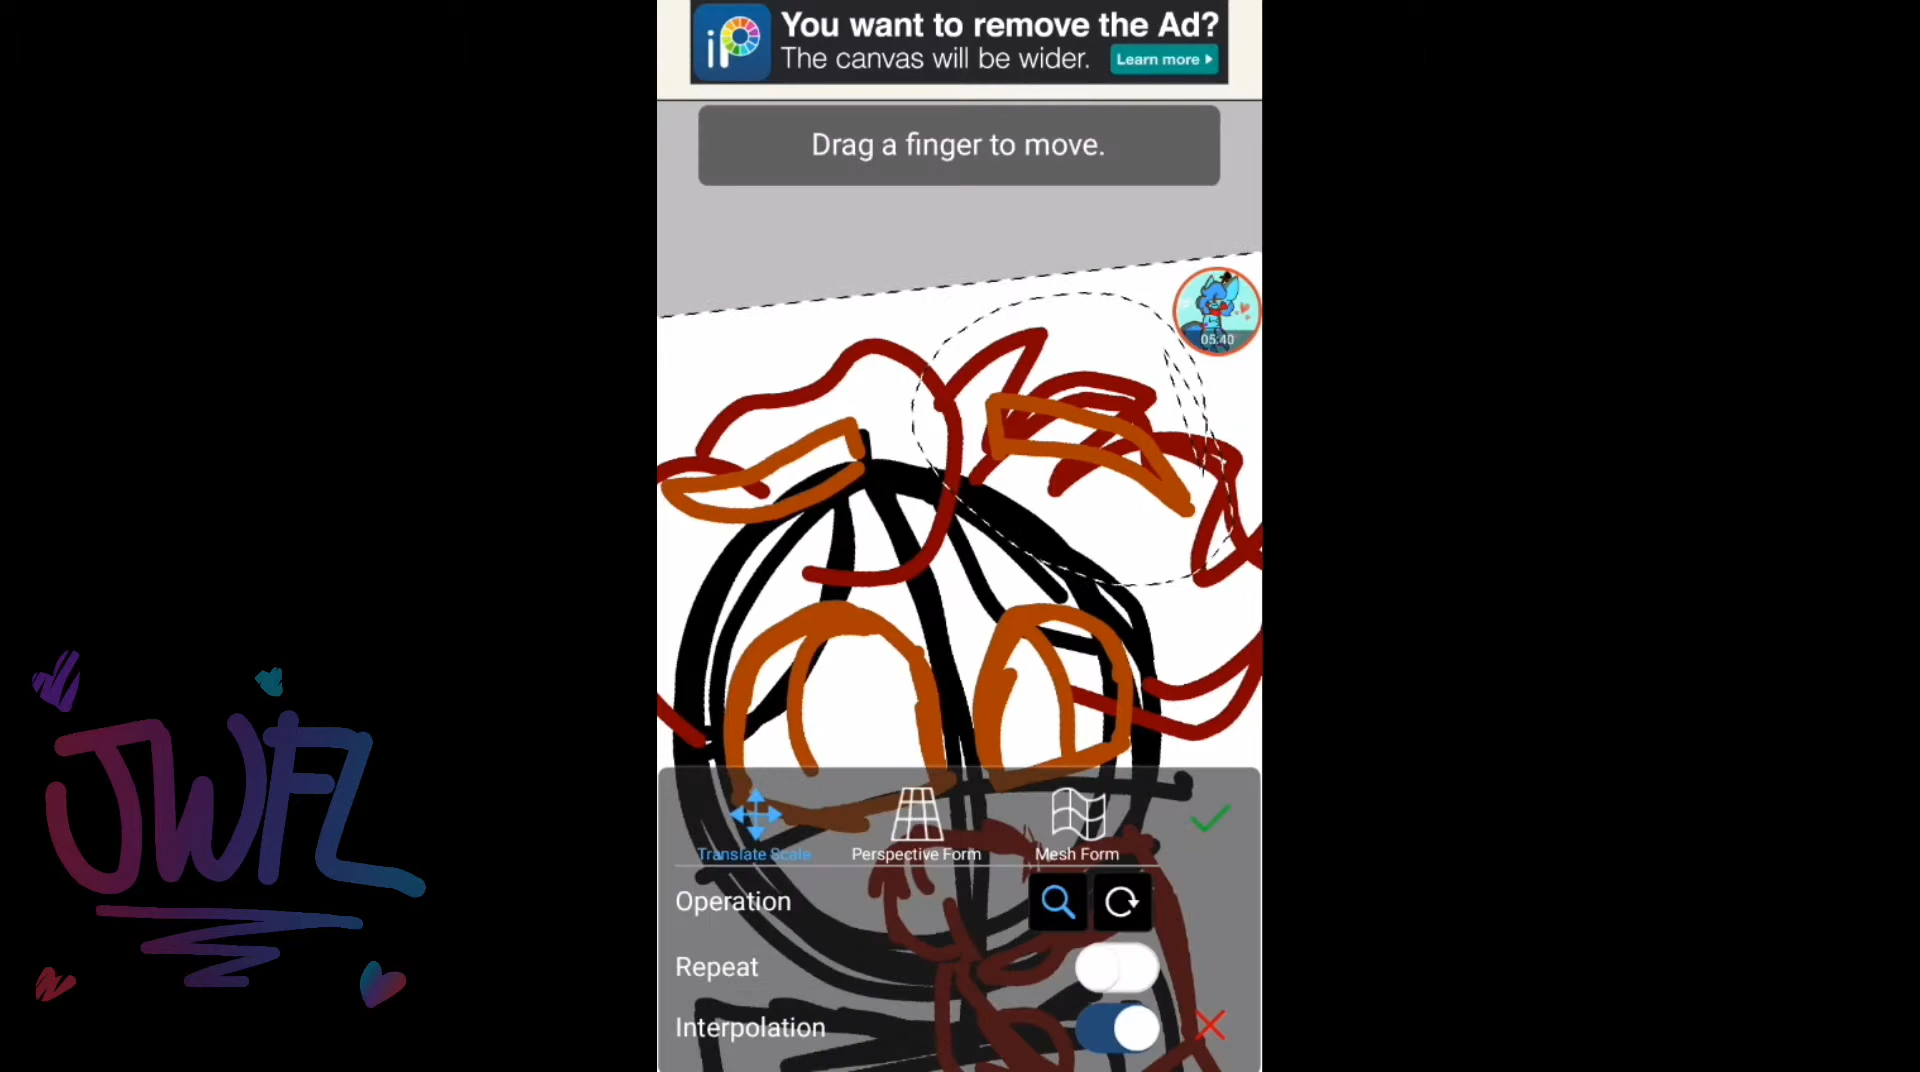 iP
You want to remove the Ad?
The canvas will be wider.
Learn more
Drag a finger to move.
05:40
JWFL
Translate Scale
Perspective Form
Mesh Form
Operation
Repeat
Interpolation